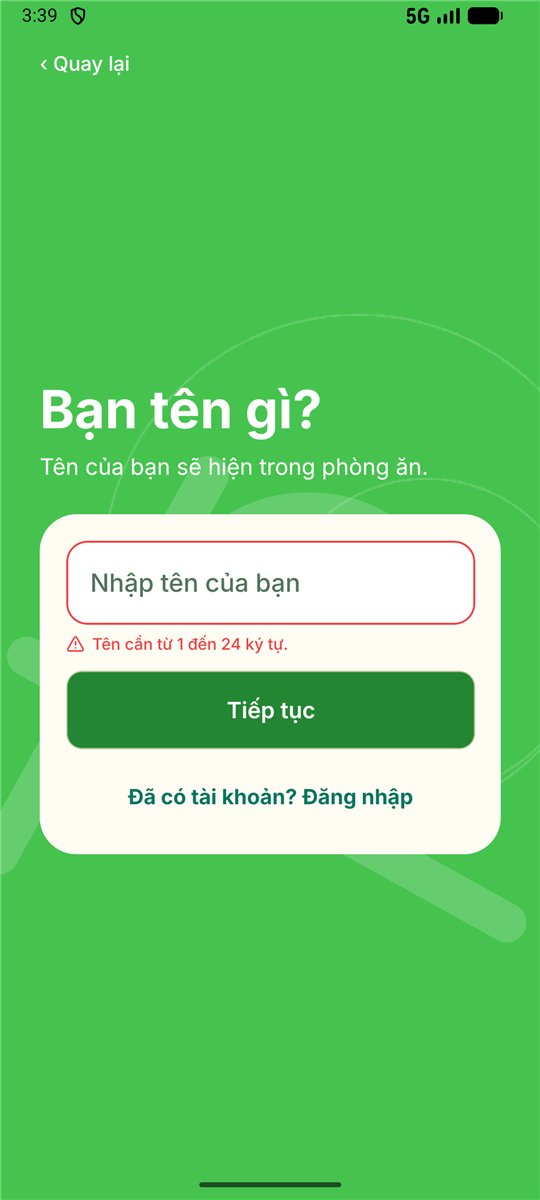 3:39
5G
‹ Quay lại
Bạn tên gì?
Tên của bạn sẽ hiện trong phòng ăn.
Nhập tên của bạn
Tên cần từ 1 đến 24 ký tự.
Tiếp tục
Đã có tài khoản? Đăng nhập